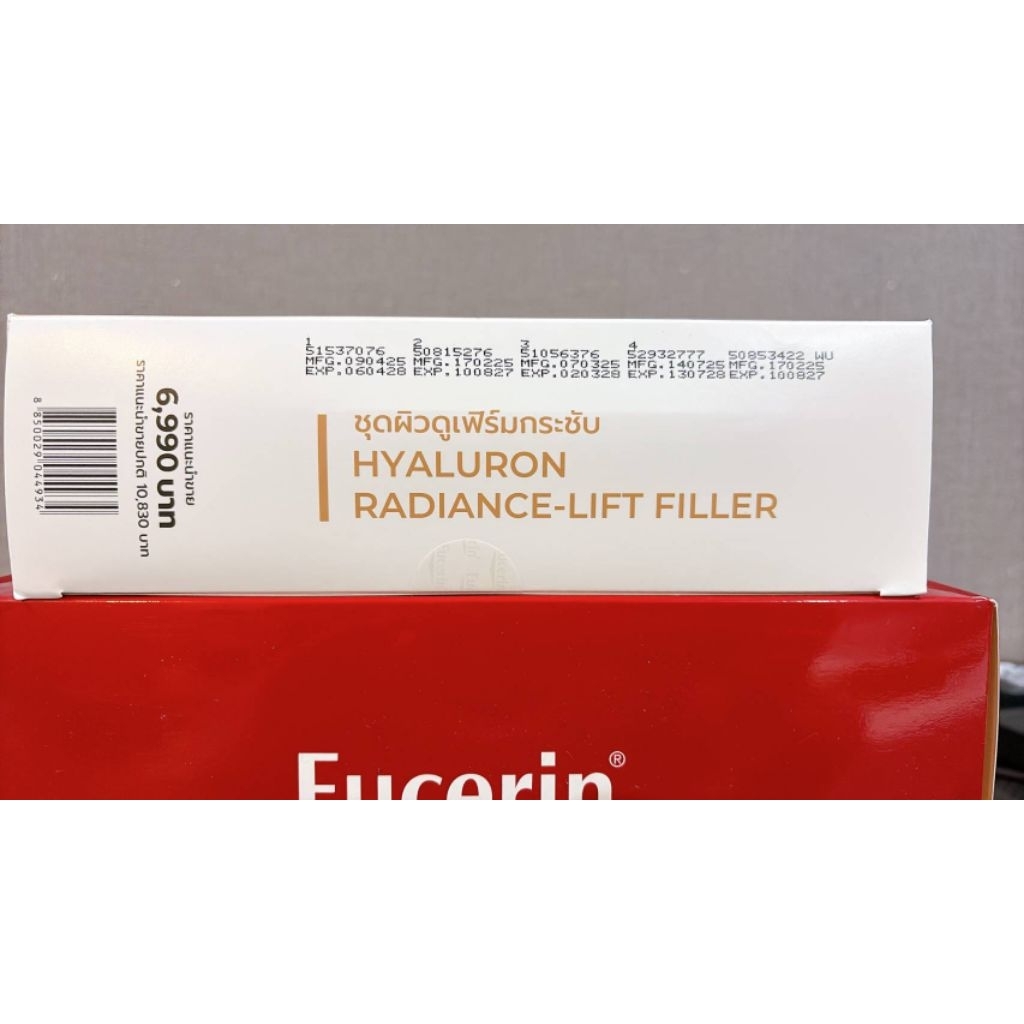 1 2 3 4
51537076 50815276 51056376 52932777 50853422 WU
MFG.090425 MFG.170225 MFG.070325 MFG.140725 MFG.170225
EXP.060428 EXP.100827 EXP.020328 EXP.130728 EXP.100827
ชุดผิวดูเฟิร์มกระชับ
HYALURON
RADIANCE-LIFT FILLER
ราคาแนะนำขาย
6,990 บาท
ราคาแนะนำขายปกติ 10,830 บาท
8 850029 044934
Eucerin
Eucerin®